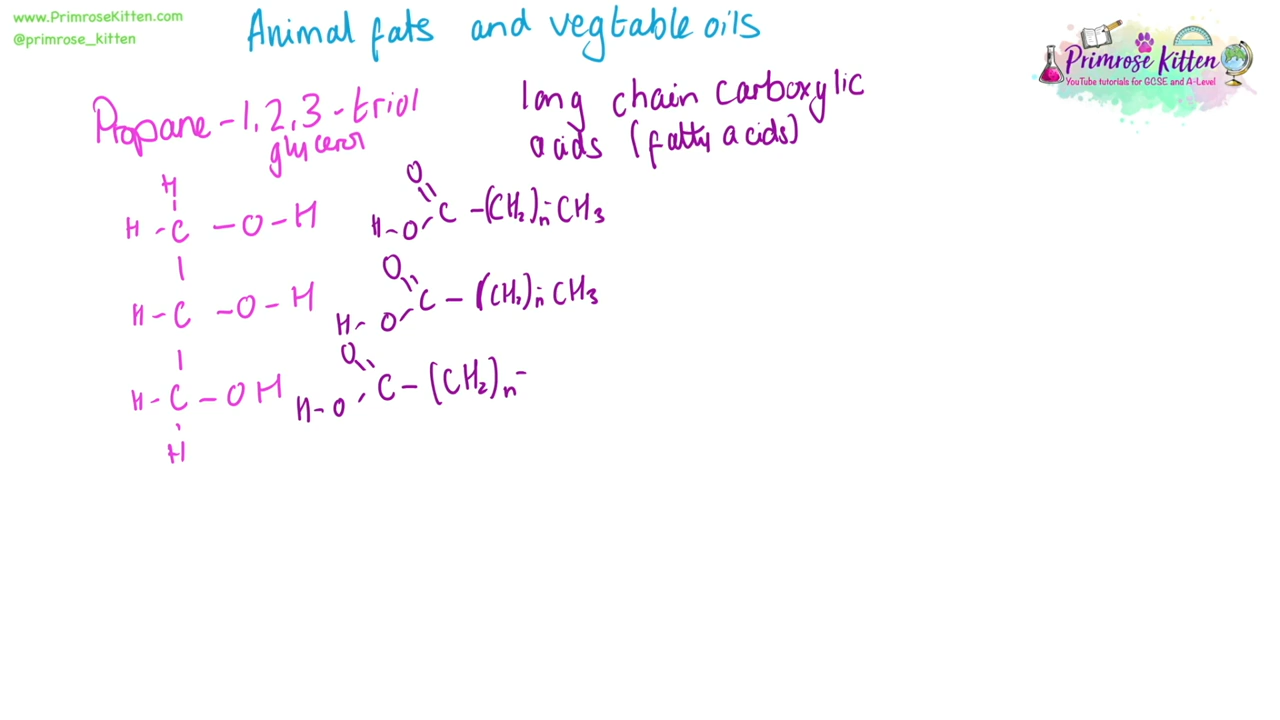 www.PrimroseKitten.com
@primrose_kitten
Animal fats and vegtable oils
Primrose Kitten
YouTube tutorials for GCSE and A-Level
Propane-1,2,3-triol
glycerol
long chain carboxylic
acids (fatty acids)
H
H-C-O-H
H-C-O-H
H-C-OH
H
O
H-O-C-(CH₂)n-CH₃
O
H-O-C-(CH₂)n-CH₃
O
H-O-C-(CH₂)n-